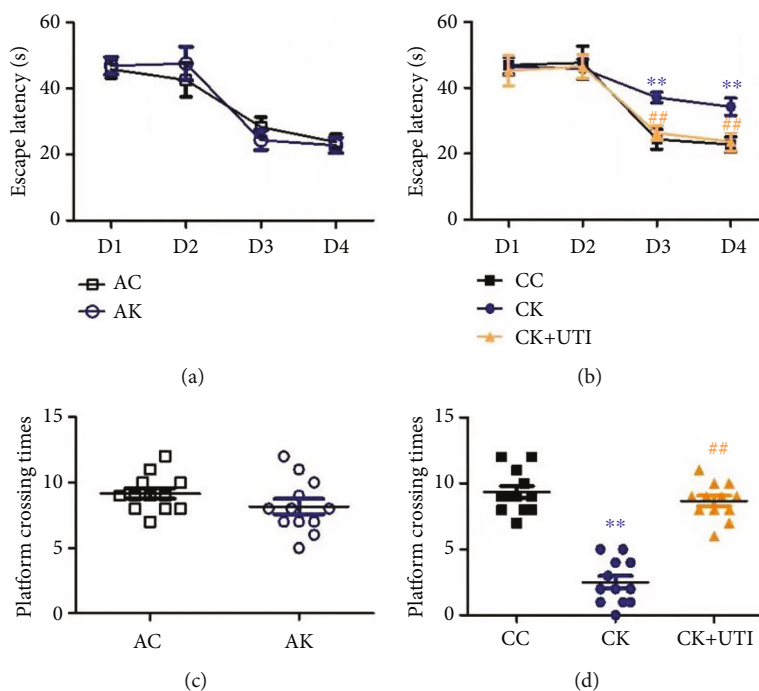 60
40
20
0
Escape latency (s)
D1 D2 D3 D4
AC
AK
(a)
60
40
20
0
Escape latency (s)
** **
## ##
D1 D2 D3 D4
CC
CK
CK+UTI
(b)
15
10
5
0
Platform crossing times
AC AK
(c)
15
10
5
0
Platform crossing times
**
##
CC CK CK+UTI
(d)